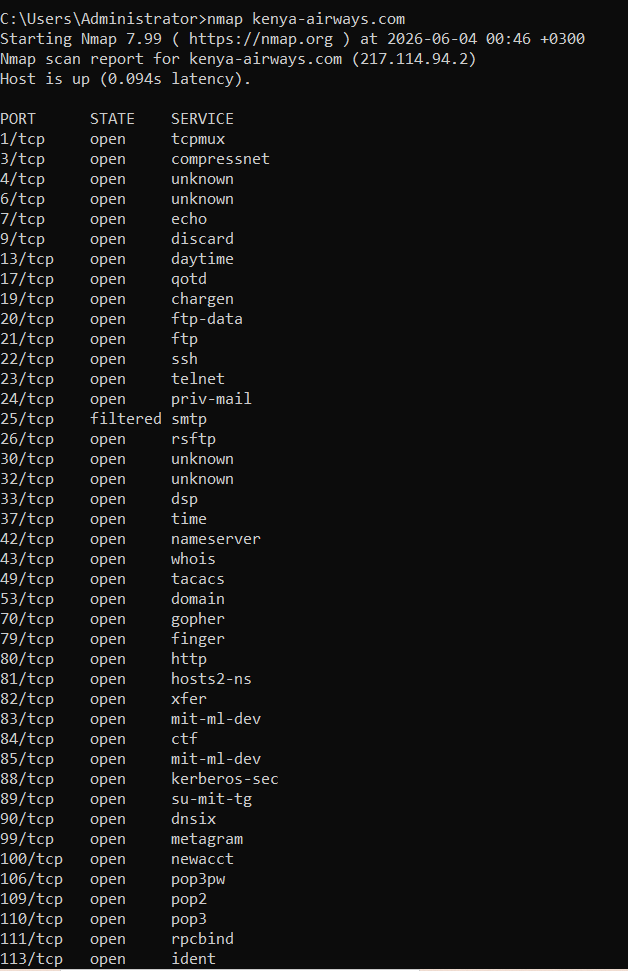 C:\Users\Administrator>nmap kenya-airways.com
Starting Nmap 7.99 ( https://nmap.org ) at 2026-06-04 00:46 +0300
Nmap scan report for kenya-airways.com (217.114.94.2)
Host is up (0.094s latency).

PORT      STATE    SERVICE
1/tcp     open     tcpmux
3/tcp     open     compressnet
4/tcp     open     unknown
6/tcp     open     unknown
7/tcp     open     echo
9/tcp     open     discard
13/tcp    open     daytime
17/tcp    open     qotd
19/tcp    open     chargen
20/tcp    open     ftp-data
21/tcp    open     ftp
22/tcp    open     ssh
23/tcp    open     telnet
24/tcp    open     priv-mail
25/tcp    filtered smtp
26/tcp    open     rsftp
30/tcp    open     unknown
32/tcp    open     unknown
33/tcp    open     dsp
37/tcp    open     time
42/tcp    open     nameserver
43/tcp    open     whois
49/tcp    open     tacacs
53/tcp    open     domain
70/tcp    open     gopher
79/tcp    open     finger
80/tcp    open     http
81/tcp    open     hosts2-ns
82/tcp    open     xfer
83/tcp    open     mit-ml-dev
84/tcp    open     ctf
85/tcp    open     mit-ml-dev
88/tcp    open     kerberos-sec
89/tcp    open     su-mit-tg
90/tcp    open     dnsix
99/tcp    open     metagram
100/tcp   open     newacct
106/tcp   open     pop3pw
109/tcp   open     pop2
110/tcp   open     pop3
111/tcp   open     rpcbind
113/tcp   open     ident